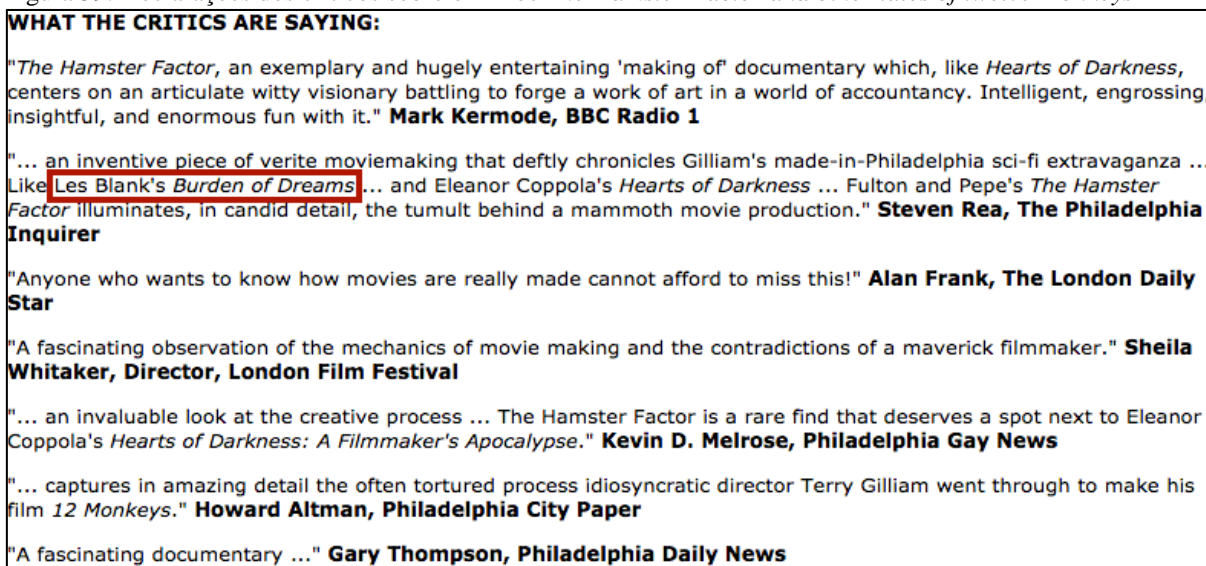 WHAT THE CRITICS ARE SAYING:
"The Hamster Factor, an exemplary and hugely entertaining 'making of' documentary which, like Hearts of Darkness,
centers on an articulate witty visionary battling to forge a work of art in a world of accountancy. Intelligent, engrossing,
insightful, and enormous fun with it." Mark Kermode, BBC Radio 1
"... an inventive piece of verite moviemaking that deftly chronicles Gilliam's made-in-Philadelphia sci-fi extravaganza ...
Like Les Blank's Burden of Dreams ... and Eleanor Coppola's Hearts of Darkness ... Fulton and Pepe's The Hamster
Factor illuminates, in candid detail, the tumult behind a mammoth movie production." Steven Rea, The Philadelphia
Inquirer
"Anyone who wants to know how movies are really made cannot afford to miss this!" Alan Frank, The London Daily
Star
"A fascinating observation of the mechanics of movie making and the contradictions of a maverick filmmaker." Sheila
Whitaker, Director, London Film Festival
"... an invaluable look at the creative process ... The Hamster Factor is a rare find that deserves a spot next to Eleanor
Coppola's Hearts of Darkness: A Filmmaker's Apocalypse." Kevin D. Melrose, Philadelphia Gay News
"... captures in amazing detail the often tortured process idiosyncratic director Terry Gilliam went through to make his
film 12 Monkeys." Howard Altman, Philadelphia City Paper
"A fascinating documentary ..." Gary Thompson, Philadelphia Daily News